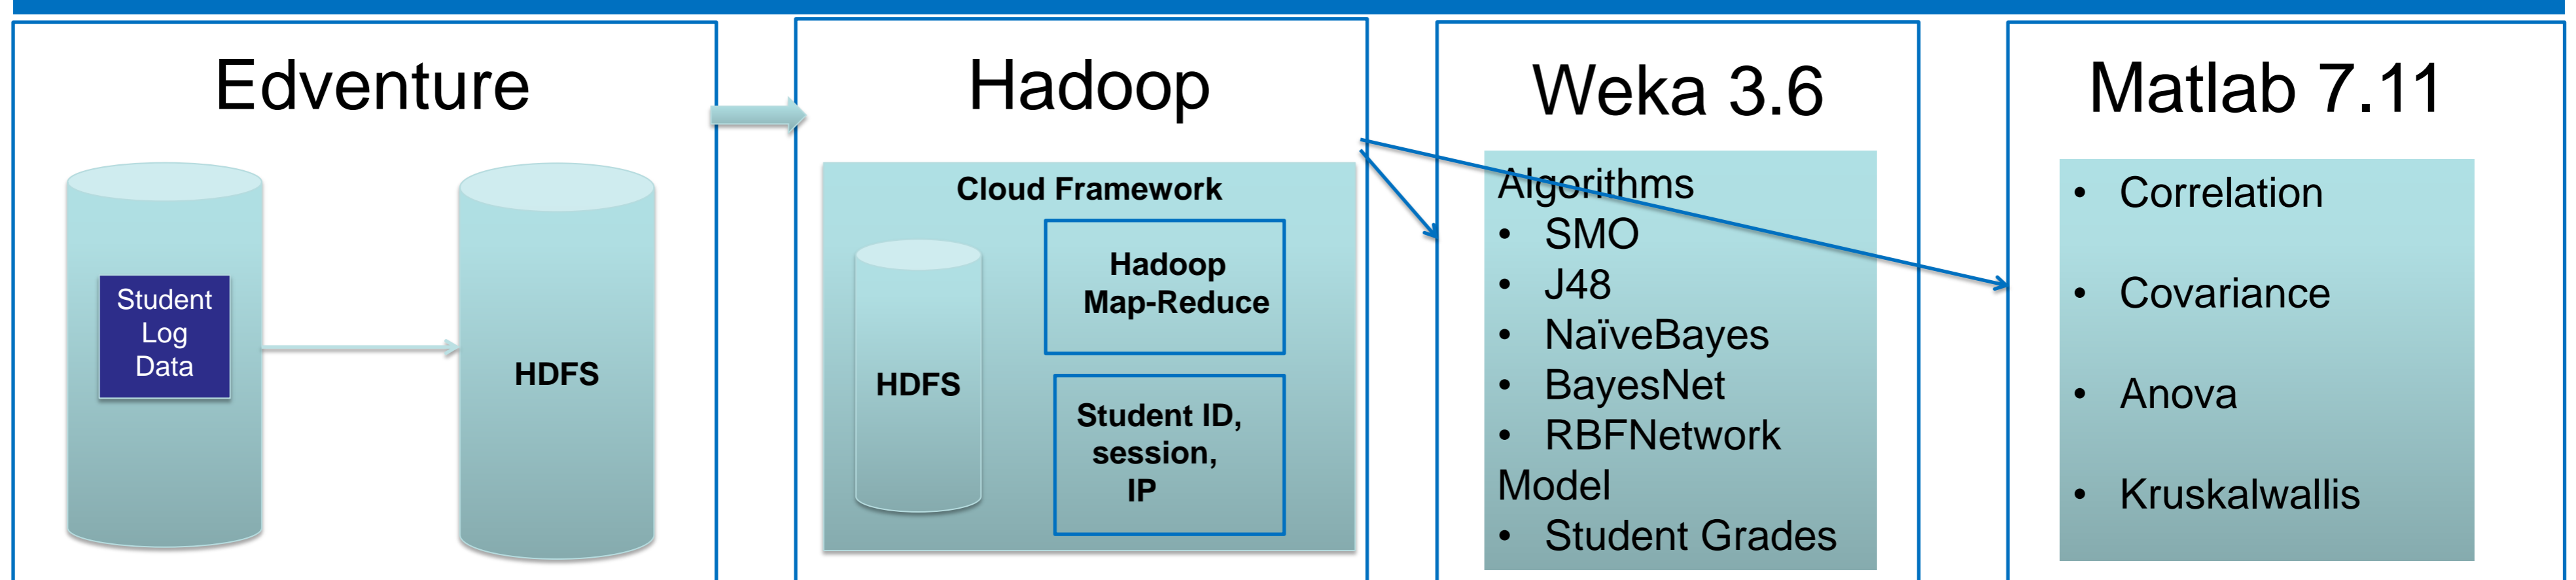 Edventure
Student
Log
Data
HDFS
Hadoop
Cloud Framework
HDFS
Hadoop
Map-Reduce
Student ID,
session,
IP
Weka 3.6
Algorithms
• SMO
• J48
• NaïveBayes
• BayesNet
• RBFNetwork
Model
• Student Grades
Matlab 7.11
• Correlation
• Covariance
• Anova
• Kruskalwallis